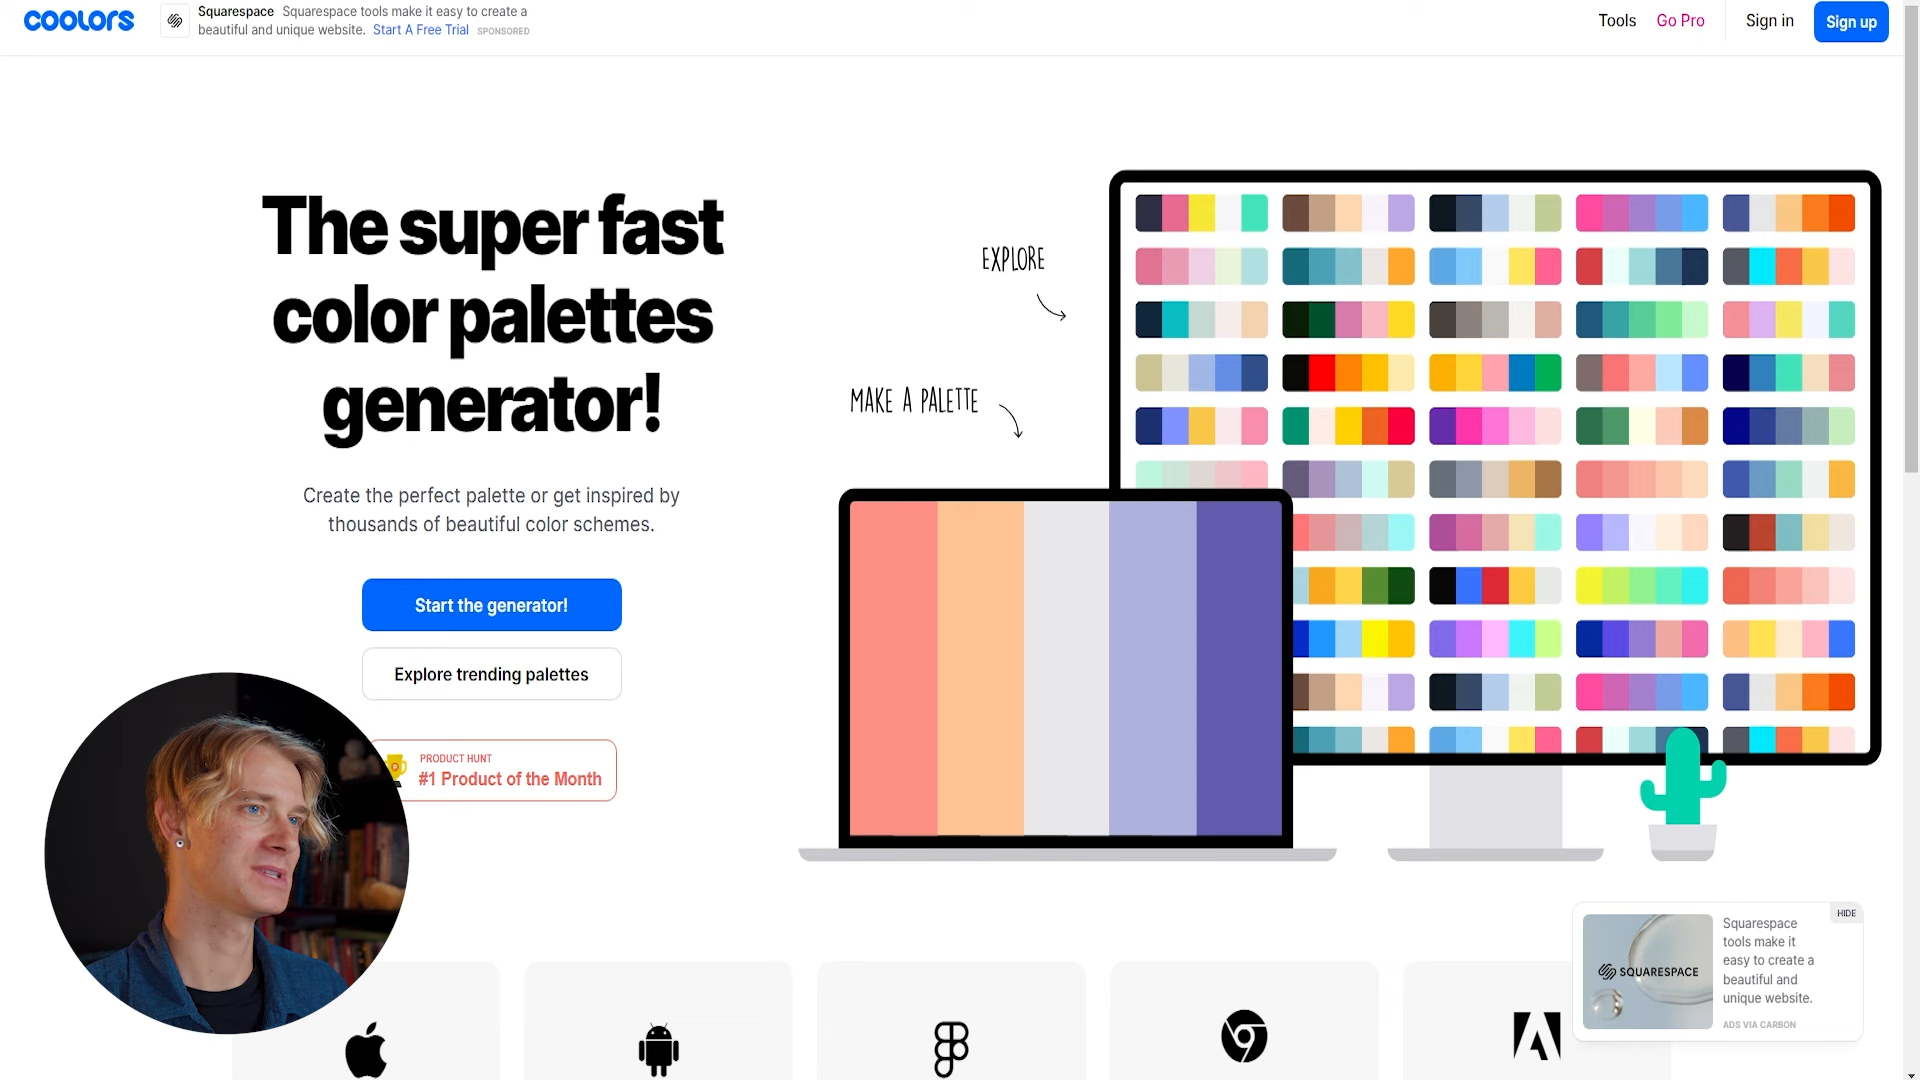 coolors
Squarespace Squarespace tools make it easy to create a
beautiful and unique website. Start A Free Trial SPONSORED
Tools Go Pro Sign in Sign up
The super fast
color palettes
generator!
Create the perfect palette or get inspired by
thousands of beautiful color schemes.
Start the generator!
Explore trending palettes
PRODUCT HUNT
#1 Product of the Month
EXPLORE
MAKE A PALETTE
HIDE
SQUARESPACE
Squarespace
tools make it
easy to create a
beautiful and
unique website.
ADS VIA CARBON